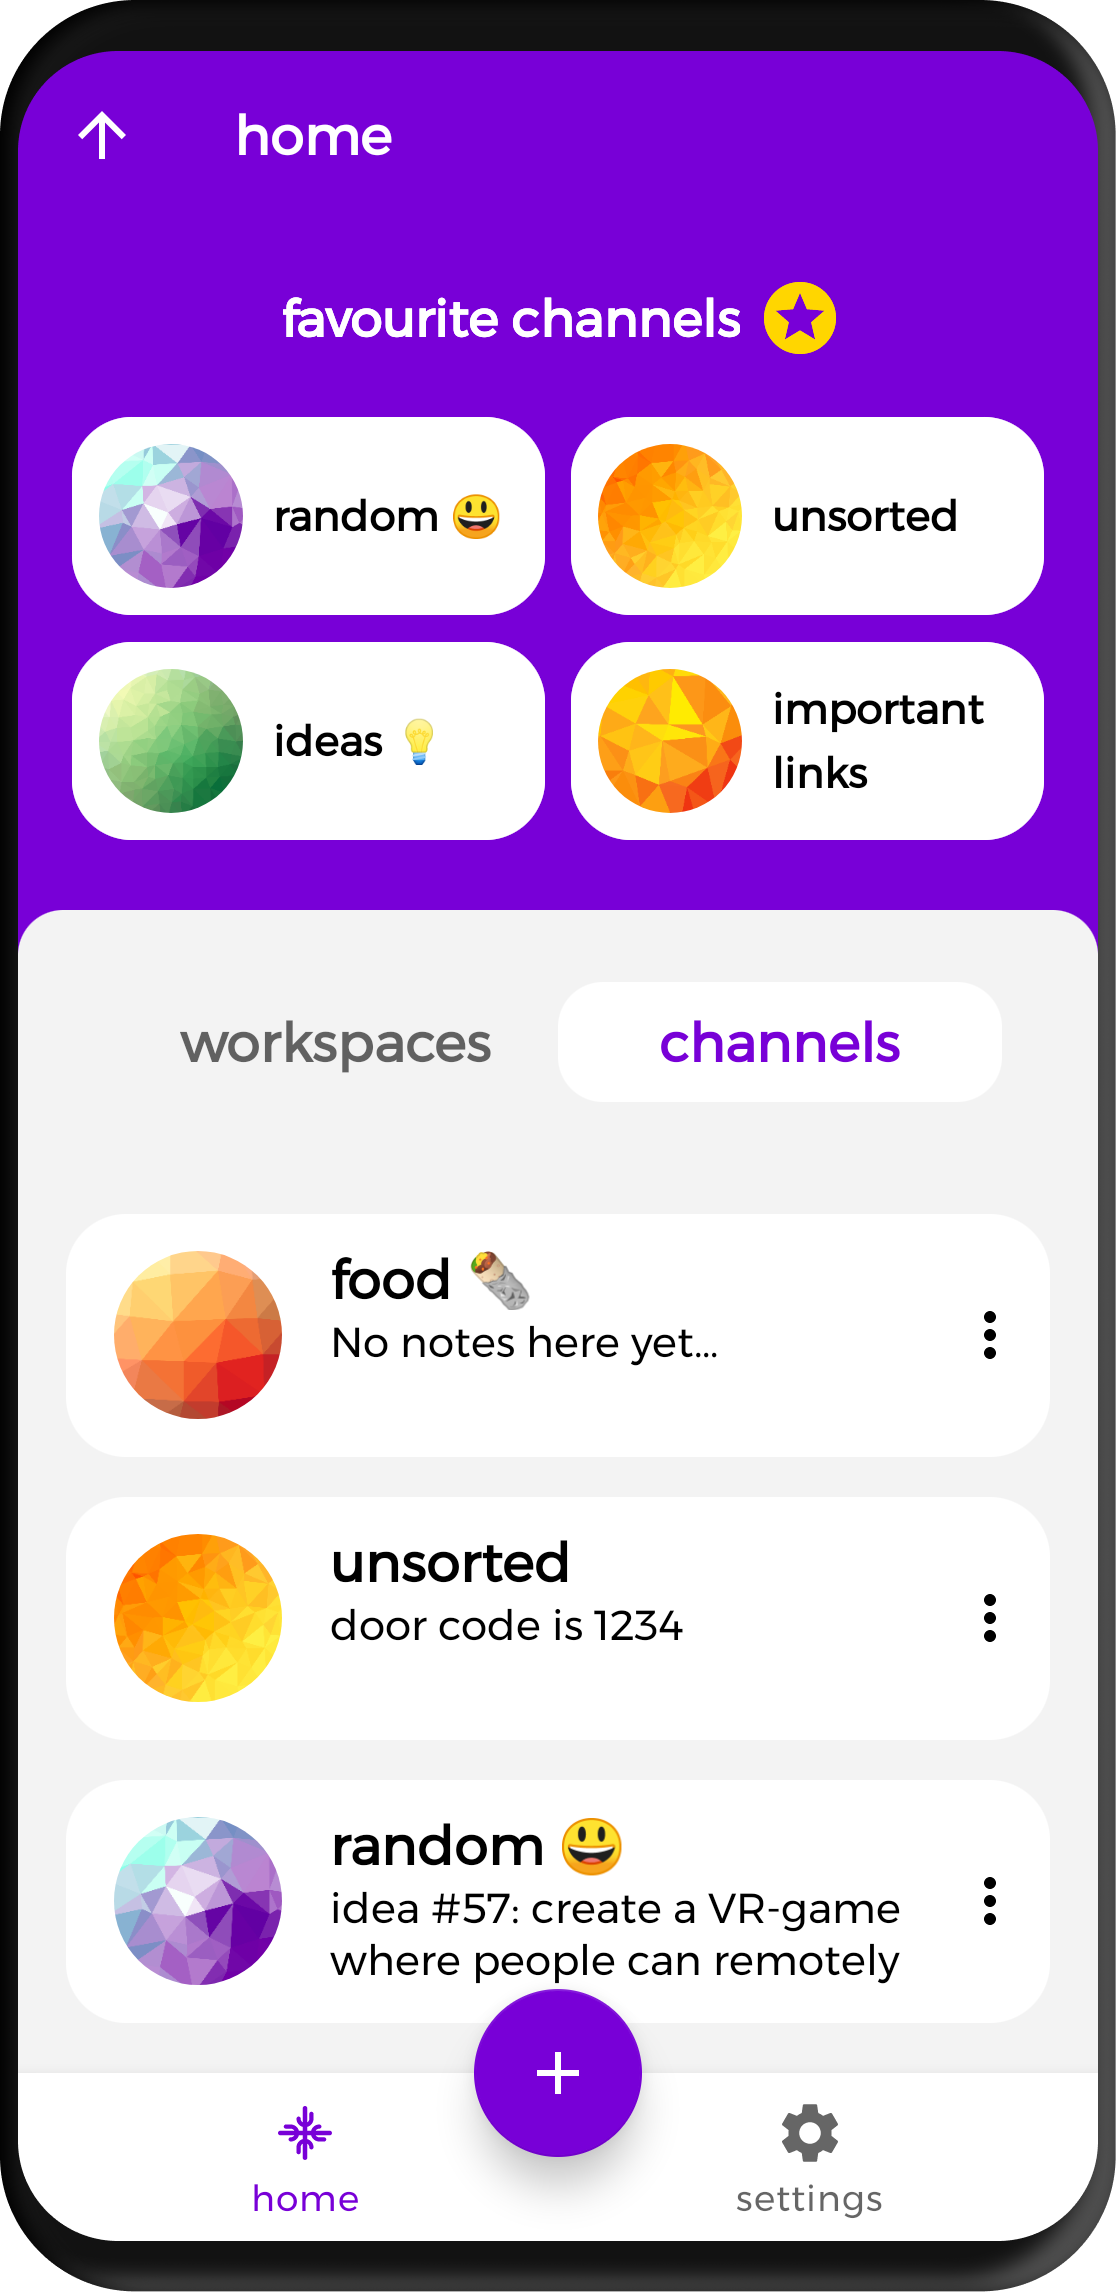 home
favourite channels
random 😃
unsorted
ideas 💡
important
links
workspaces
channels
food 🌯
No notes here yet...
unsorted
door code is 1234
random 😃
idea #57: create a VR-game
where people can remotely
home
settings